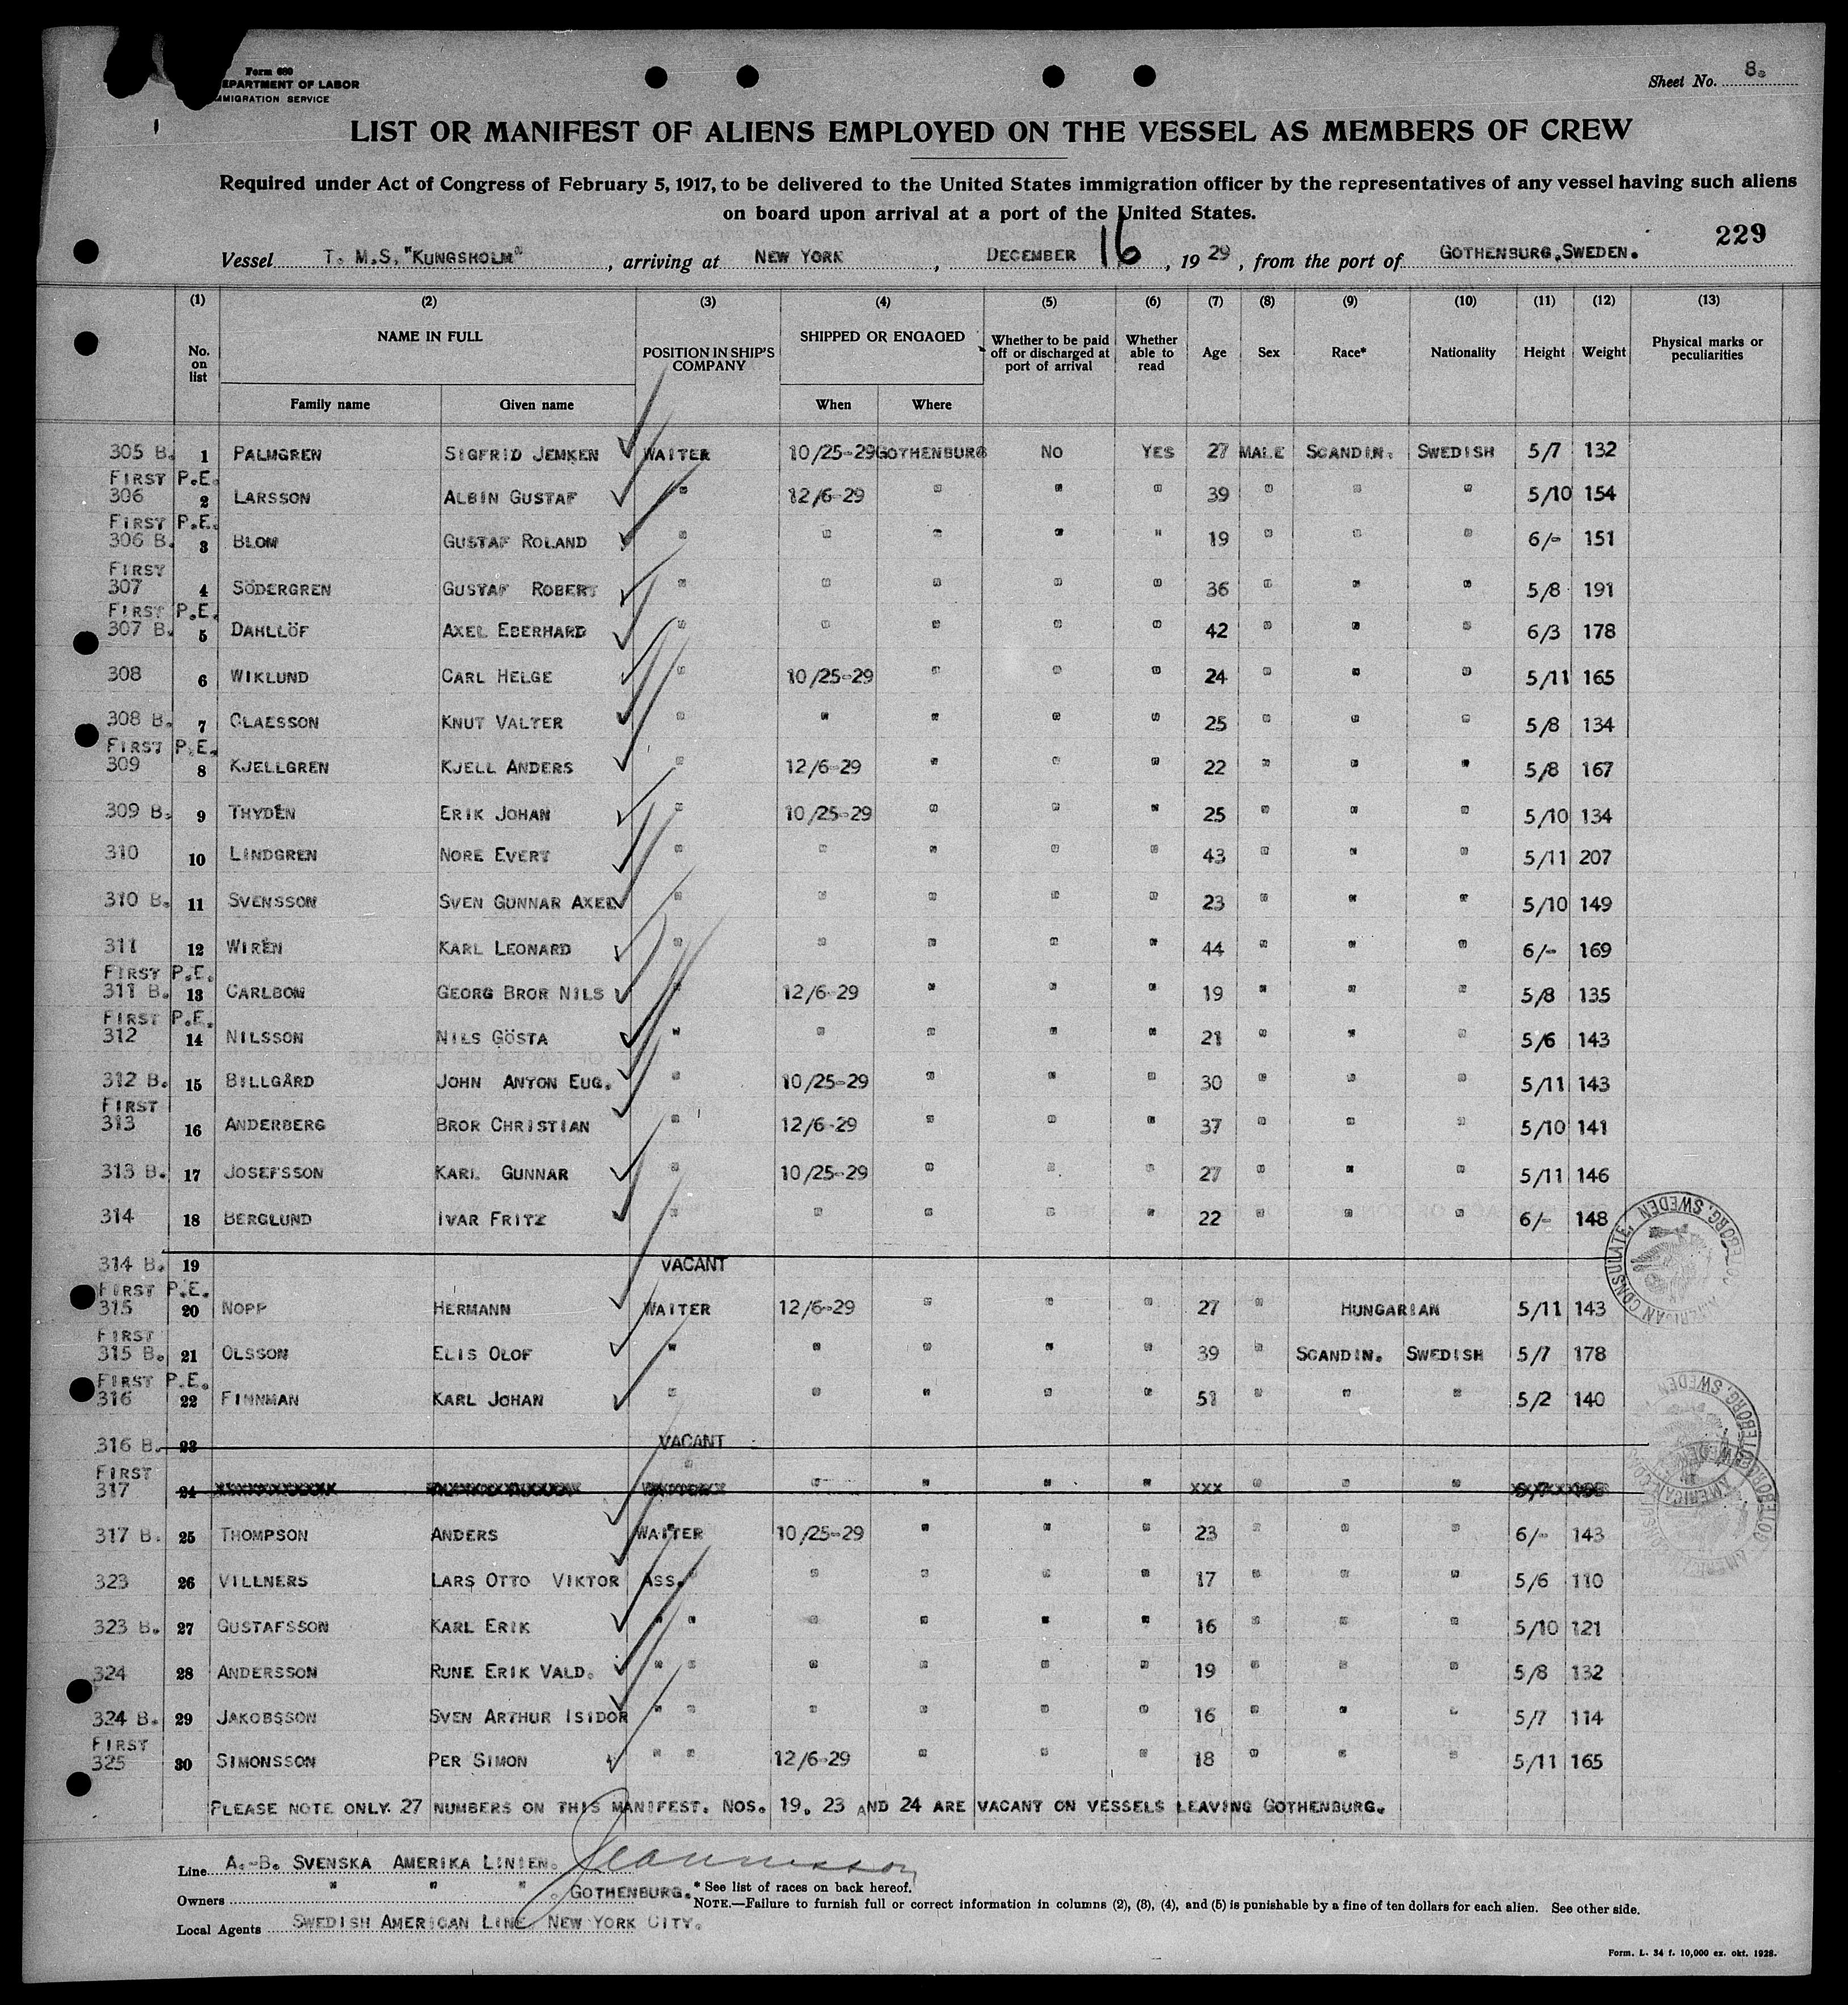 Form 680
DEPARTMENT OF LABOR
IMMIGRATION SERVICE
Sheet No. 8.
LIST OR MANIFEST OF ALIENS EMPLOYED ON THE VESSEL AS MEMBERS OF CREW
Required under Act of Congress of February 5, 1917, to be delivered to the United States immigration officer by the representatives of any vessel having such aliens
on board upon arrival at a port of the United States.
229
Vessel T. M.S. "KUNGSHOLM", arriving at NEW YORK, DECEMBER 16, 1929, from the port of GOTHENBURG, SWEDEN.
(1) (2) (3) (4) (5) (6) (7) (8) (9) (10) (11) (12) (13)
No. on list NAME IN FULL POSITION IN SHIP'S COMPANY SHIPPED OR ENGAGED Whether to be paid off or discharged at port of arrival Whether able to read Age Sex Race* Nationality Height Weight Physical marks or peculiarities
Family name Given name When Where
305 B. 1 PALMGREN SIGFRID JEMKEN WAITER 10/25-29 GOTHENBURG NO YES 27 MALE SCANDIN. SWEDISH 5/7 132
FIRST P.E.
306 2 LARSSON ALBIN GUSTAF " 12/6-29 " " " 39 " " " 5/10 154
FIRST P.E.
306 B. 3 BLOM GUSTAF ROLAND " " " " " 19 " " " 6/- 151
FIRST
307 4 SÖDERGREN GUSTAF ROBERT " " " " " 36 " " " 5/8 191
FIRST P.E.
307 B. 5 DAHLLÖF AXEL EBERHARD " " " " " 42 " " " 6/3 178
308 6 WIKLUND CARL HELGE " 10/25-29 " " " 24 " " " 5/11 165
308 B. 7 CLAESSON KNUT VALTER " " " " " 25 " " " 5/8 134
FIRST P.E.
309 8 KJELLGREN KJELL ANDERS " 12/6-29 " " " 22 " " " 5/8 167
309 B. 9 THYDÉN ERIK JOHAN " 10/25-29 " " " 25 " " " 5/10 134
310 10 LINDGREN NORE EVERT " " " " " 43 " " " 5/11 207
310 B. 11 SVENSSON SVEN GUNNAR AXEL " " " " " 23 " " " 5/10 149
311 12 WIRÉN KARL LEONARD " " " " " 44 " " " 6/- 169
FIRST P.E.
311 B. 13 CARLBOM GEORG BROR NILS " 12/6-29 " " " 19 " " " 5/8 135
FIRST P.E.
312 14 NILSSON NILS GÖSTA " " " " " 21 " " " 5/6 143
312 B. 15 BILLGÅRD JOHN ANTON EUG. " 10/25-29 " " " 30 " " " 5/11 143
FIRST
313 16 ANDERBERG BROR CHRISTIAN " 12/6-29 " " " 37 " " " 5/10 141
313 B. 17 JOSEFSSON KARL GUNNAR " 10/25-29 " " " 27 " " " 5/11 146
314 18 BERGLUND IVAR FRITZ " " " " " 22 " " " 6/- 148
314 B. 19 VACANT
FIRST P.E.
315 20 NOPP HERMANN WAITER 12/6-29 " " " 27 " HUNGARIAN 5/11 143
FIRST
315 B. 21 OLSSON ELIS OLOF " " " " " 39 " SCANDIN. SWEDISH 5/7 178
FIRST P.E.
316 22 FINNMAN KARL JOHAN " " " " " 51 " " " 5/2 140
316 B. 23 VACANT
FIRST
317 24 " " " " xxx " " "
317 B. 25 THOMPSON ANDERS WAITER 10/25-29 " " " 23 " " " 6/- 143
323 26 VILLNERS LARS OTTO VIKTOR ASS. " " " " " 17 " " " 5/6 110
323 B. 27 GUSTAFSSON KARL ERIK " " " " " " 16 " " " 5/10 121
324 28 ANDERSSON RUNE ERIK VALD. " " " " " " 19 " " " 5/8 132
324 B. 29 JAKOBSSON SVEN ARTHUR ISIDOR " " " " " " 16 " " " 5/7 114
FIRST
325 30 SIMONSSON PER SIMON " " 12/6-29 " " " 18 " " " 5/11 165
PLEASE NOTE ONLY 27 NUMBERS ON THIS MANIFEST. NOS. 19. 23 AND 24 ARE VACANT ON VESSELS LEAVING GOTHENBURG.
Line A.-B. SVENSKA AMERIKA LINIEN.
Owners " " " . GOTHENBURG.
* See list of races on back hereof.
NOTE.—Failure to furnish full or correct information in columns (2), (3), (4), and (5) is punishable by a fine of ten dollars for each alien. See other side.
Local Agents SWEDISH AMERICAN LINE, NEW YORK CITY.
Form. L. 34 f. 10,000 ex. okt. 1928.
AMERICAN CONSULATE, GOTEBORG, SWEDEN